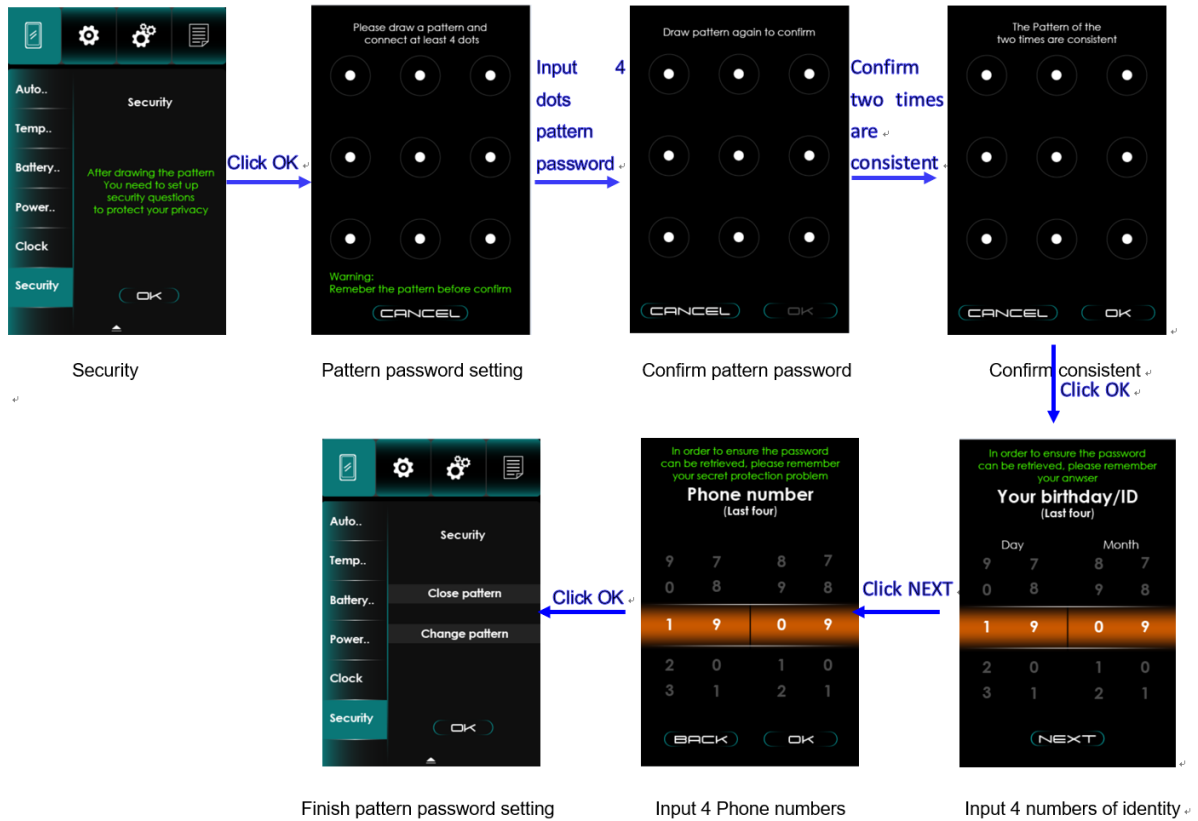 Auto..
Temp..
Battery..
Power..
Clock
Security
Security
After drawing the pattern
You need to set up
security questions
to protect your privacy
OK
Click OK
Please draw a pattern and
connect at least 4 dots
Warning:
Remeber the pattern before confirm
CANCEL
Input 4
dots
pattern
password
Draw pattern again to confirm
CANCEL
OK
Confirm
two times
are
consistent
The Pattern of the
two times are consistent
CANCEL
OK
Security
Pattern password setting
Confirm pattern password
Confirm consistent
Click OK
In order to ensure the password
can be retrieved, please remember
your anwser
Your birthday/ID
(Last four)
Day Month
9 7 8 7
0 8 9 8
1 9 0 9
2 0 1 0
3 1 2 1
NEXT
Click NEXT
In order to ensure the password
can be retrieved, please remember
your secret protection problem
Phone number
(Last four)
9 7 8 7
0 8 9 8
1 9 0 9
2 0 1 0
3 1 2 1
BACK
OK
Click OK
Auto..
Temp..
Battery..
Power..
Clock
Security
Security
Close pattern
Change pattern
OK
Finish pattern password setting
Input 4 Phone numbers
Input 4 numbers of identity